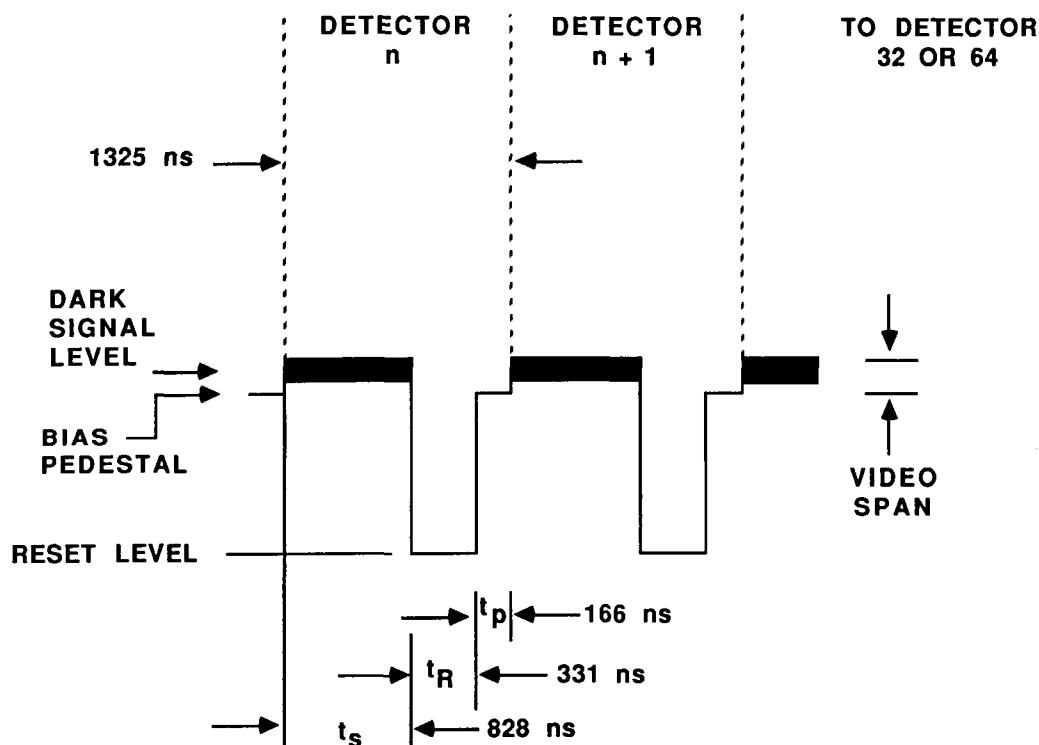 DETECTOR
n
DETECTOR
n + 1
TO DETECTOR
32 OR 64
1325 ns
DARK
SIGNAL
LEVEL
BIAS
PEDESTAL
VIDEO
SPAN
RESET LEVEL
tp
166 ns
tR
331 ns
ts
828 ns